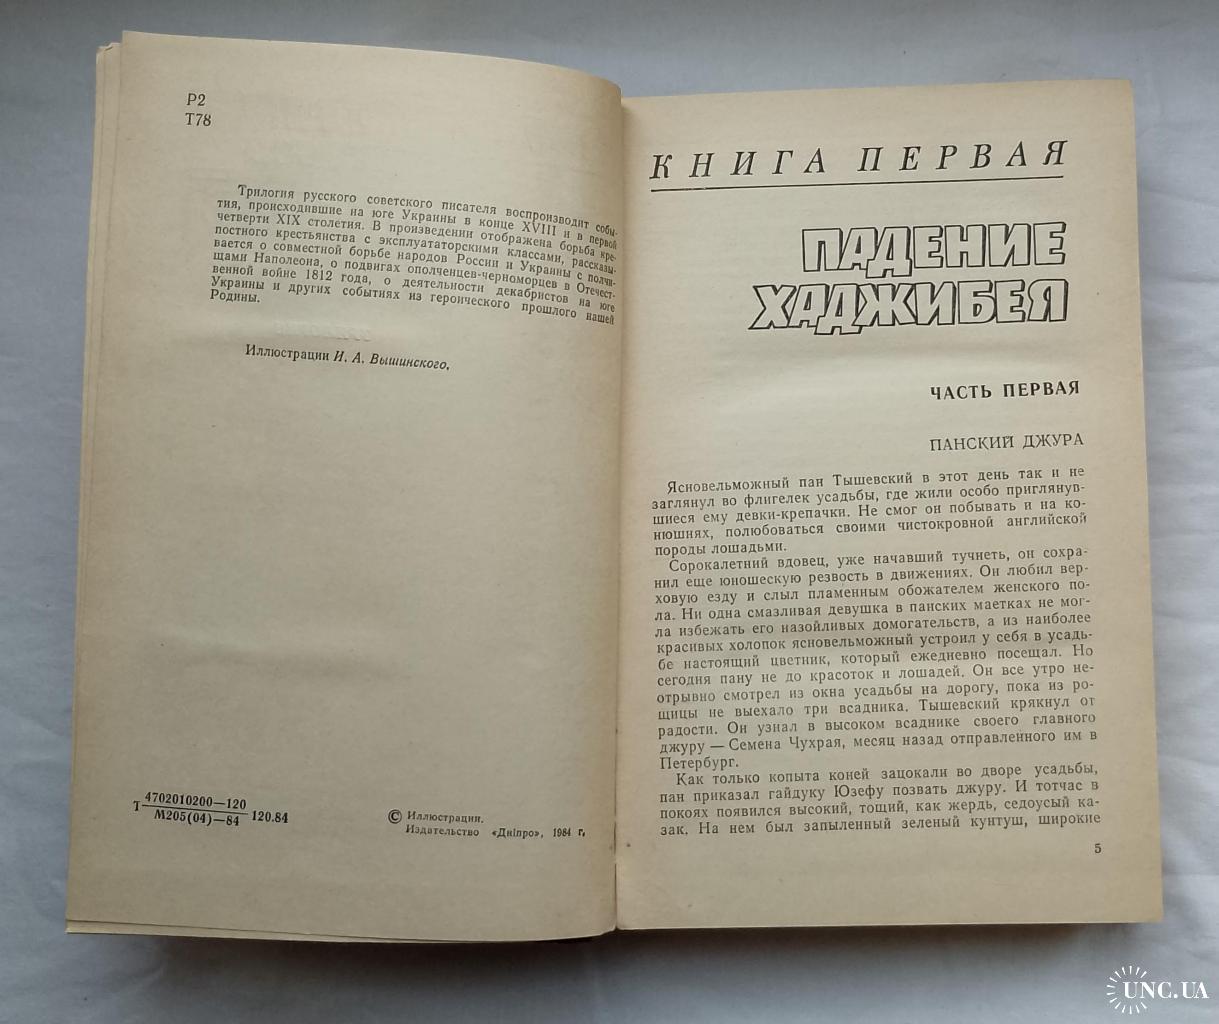 Р2
Т78
Трилогия русского советского писателя воспроизводит собы-
тия, происходившие на юге Украины в конце XVIII и в первой
четверти XIX столетия. В произведении отображена борьба кре-
постного крестьянства с эксплуататорскими классами, рассказы-
вается о совместной борьбе народов России и Украины с полчи-
щами Наполеона, о подвигах ополченцев-черноморцев в Отечест-
венной войне 1812 года, о деятельности декабристов на юге
Украины и других событиях из героического прошлого нашей
Родины.
Иллюстрации И. А. Вышинского.
Т 4702010200—120
М205(04)—84 120.84
© Иллюстрации.
Издательство «Дніпро», 1984 г.
КНИГА ПЕРВАЯ
ПАДЕНИЕ
ХАДЖИБЕЯ
ЧАСТЬ ПЕРВАЯ
ПАНСКИЙ ДЖУРА
Ясновельможный пан Тышевский в этот день так и не
заглянул во флигелек усадьбы, где жили особо приглянув-
шиеся ему девки-крепачки. Не смог он побывать и на ко-
нюшнях, полюбоваться своими чистокровной английской
породы лошадьми.
Сорокалетний вдовец, уже начавший тучнеть, он сохра-
нил еще юношескую резвость в движениях. Он любил вер-
ховую езду и слыл пламенным обожателем женского по-
ла. Ни одна смазливая девушка в панских маетках не мог-
ла избежать его назойливых домогательств, а из наиболее
красивых холопок ясновельможный устроил у себя в усадь-
бе настоящий цветник, который ежедневно посещал. Но
сегодня пану не до красоток и лошадей. Он все утро не-
отрывно смотрел из окна усадьбы на дорогу, пока из ро-
щицы не выехало три всадника. Тышевский крякнул от
радости. Он узнал в высоком всаднике своего главного
джуру — Семена Чухрая, месяц назад отправленного им в
Петербург.
Как только копыта коней зацокали во дворе усадьбы,
пан приказал гайдуку Юзефу позвать джуру. И тотчас в
покоях появился высокий, тощий, как жердь, седоусый ка-
зак. На нем был запыленный зеленый кунтуш, широкие
5
UNC.UA